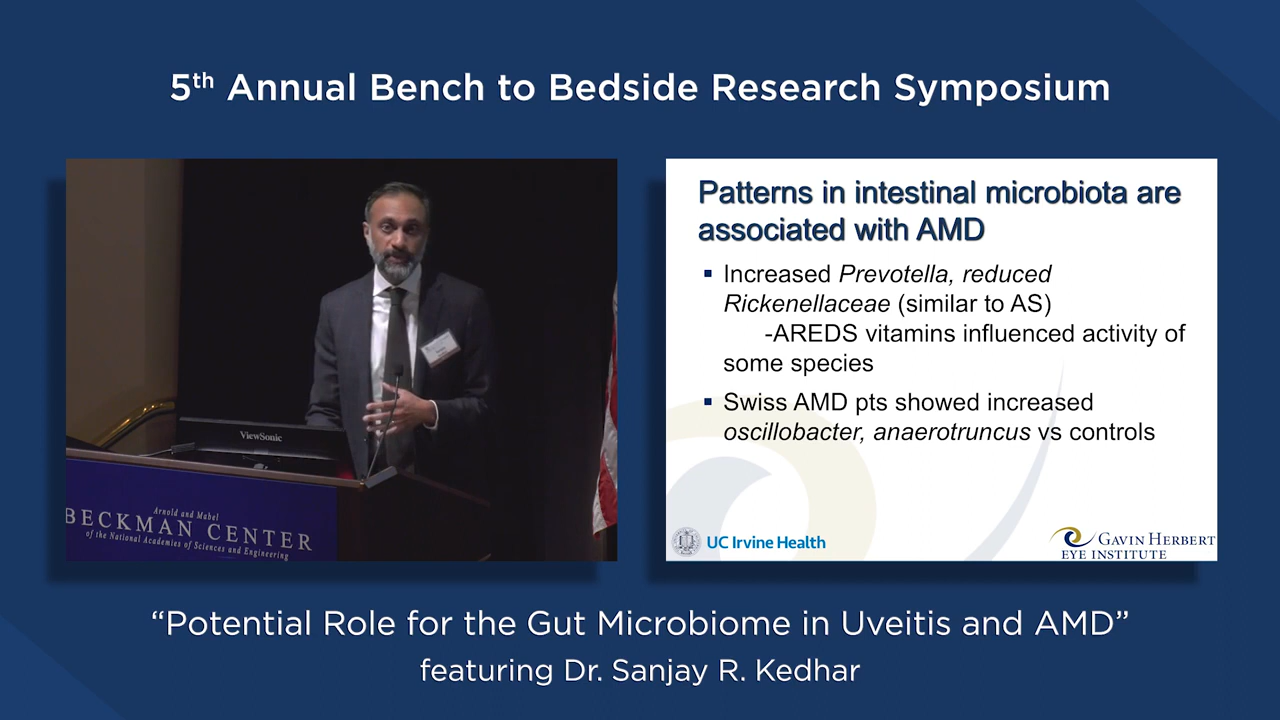 5th Annual Bench to Bedside Research Symposium
ViewSonic
Arnold and Mabel
BECKMAN CENTER
of the National Academies of Sciences and Engineering
Patterns in intestinal microbiota are
associated with AMD
▪ Increased Prevotella, reduced
Rickenellaceae (similar to AS)
-AREDS vitamins influenced activity of
some species
▪ Swiss AMD pts showed increased
oscillobacter, anaerotruncus vs controls
UC Irvine Health
GAVIN HERBERT
EYE INSTITUTE
“Potential Role for the Gut Microbiome in Uveitis and AMD”
featuring Dr. Sanjay R. Kedhar